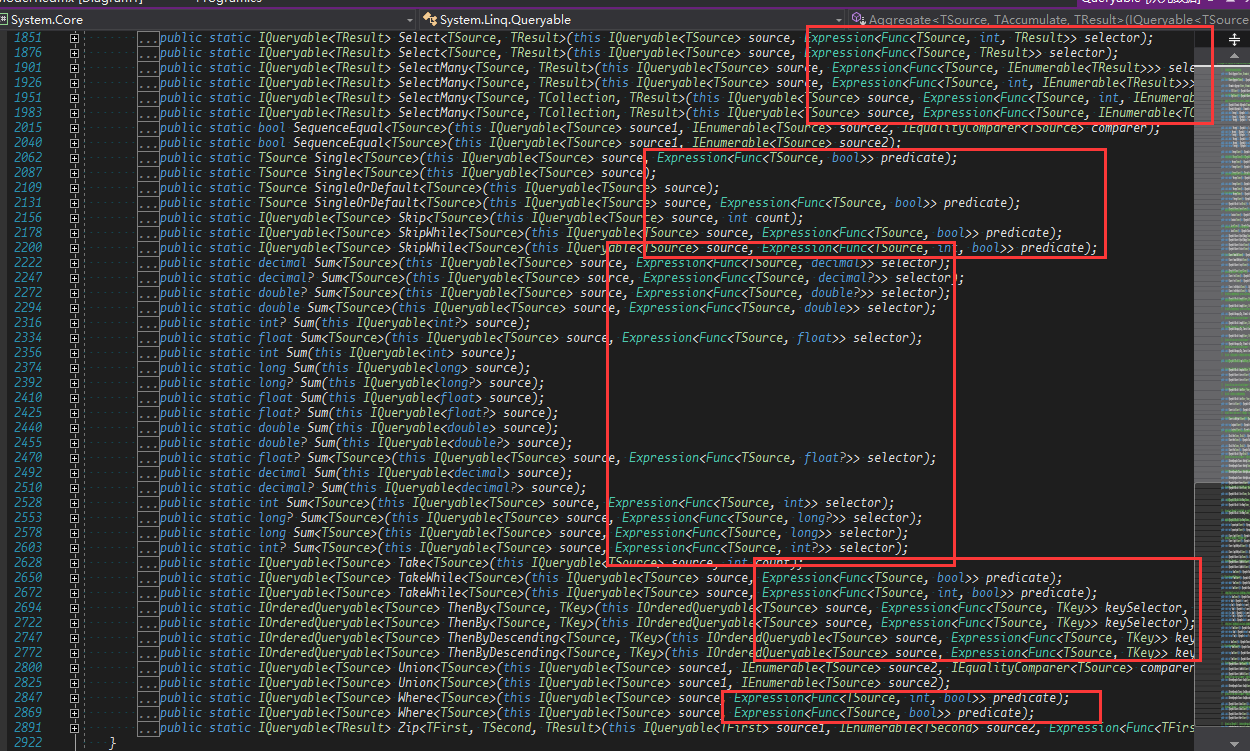 System.Core System.Linq.Queryable Aggregate<TSource, TAccumulate, TResult>(IQueryable<TSource
1851 ...public static IQueryable<TResult> Select<TSource, TResult>(this IQueryable<TSource> source, Expression<Func<TSource, int, TResult>> selector);
1876 ...public static IQueryable<TResult> Select<TSource, TResult>(this IQueryable<TSource> source, Expression<Func<TSource, TResult>> selector);
1901 ...public static IQueryable<TResult> SelectMany<TSource, TResult>(this IQueryable<TSource> source, Expression<Func<TSource, IEnumerable<TResult>>> sele
1926 ...public static IQueryable<TResult> SelectMany<TSource, TResult>(this IQueryable<TSource> source, Expression<Func<TSource, int, IEnumerable<TResult>>
1951 ...public static IQueryable<TResult> SelectMany<TSource, TCollection, TResult>(this IQueryable<TSource> source, Expression<Func<TSource, int, IEnumerab
1983 ...public static IQueryable<TResult> SelectMany<TSource, TCollection, TResult>(this IQueryable<TSource> source, Expression<Func<TSource, IEnumerable<TC
2015 ...public static bool SequenceEqual<TSource>(this IQueryable<TSource> source1, IEnumerable<TSource> source2, IEqualityComparer<TSource> comparer);
2040 ...public static bool SequenceEqual<TSource>(this IQueryable<TSource> source1, IEnumerable<TSource> source2);
2062 ...public static TSource Single<TSource>(this IQueryable<TSource> source, Expression<Func<TSource, bool>> predicate);
2087 ...public static TSource Single<TSource>(this IQueryable<TSource> source);
2109 ...public static TSource SingleOrDefault<TSource>(this IQueryable<TSource> source);
2131 ...public static TSource SingleOrDefault<TSource>(this IQueryable<TSource> source, Expression<Func<TSource, bool>> predicate);
2156 ...public static IQueryable<TSource> Skip<TSource>(this IQueryable<TSource> source, int count);
2178 ...public static IQueryable<TSource> SkipWhile<TSource>(this IQueryable<TSource> source, Expression<Func<TSource, bool>> predicate);
2200 ...public static IQueryable<TSource> SkipWhile<TSource>(this IQueryable<TSource> source, Expression<Func<TSource, int, bool>> predicate);
2222 ...public static decimal Sum<TSource>(this IQueryable<TSource> source, Expression<Func<TSource, decimal>> selector);
2247 ...public static decimal? Sum<TSource>(this IQueryable<TSource> source, Expression<Func<TSource, decimal?>> selector);
2272 ...public static double? Sum<TSource>(this IQueryable<TSource> source, Expression<Func<TSource, double?>> selector);
2294 ...public static double Sum<TSource>(this IQueryable<TSource> source, Expression<Func<TSource, double>> selector);
2316 ...public static int? Sum(this IQueryable<int?> source);
2334 ...public static float Sum<TSource>(this IQueryable<TSource> source, Expression<Func<TSource, float>> selector);
2356 ...public static int Sum(this IQueryable<int> source);
2374 ...public static long Sum(this IQueryable<long> source);
2392 ...public static long? Sum(this IQueryable<long?> source);
2410 ...public static float Sum(this IQueryable<float> source);
2425 ...public static float? Sum(this IQueryable<float?> source);
2440 ...public static double Sum(this IQueryable<double> source);
2455 ...public static double? Sum(this IQueryable<double?> source);
2470 ...public static float? Sum<TSource>(this IQueryable<TSource> source, Expression<Func<TSource, float?>> selector);
2492 ...public static decimal Sum(this IQueryable<decimal> source);
2510 ...public static decimal? Sum(this IQueryable<decimal?> source);
2528 ...public static int Sum<TSource>(this IQueryable<TSource> source, Expression<Func<TSource, int>> selector);
2553 ...public static long? Sum<TSource>(this IQueryable<TSource> source, Expression<Func<TSource, long?>> selector);
2578 ...public static long Sum<TSource>(this IQueryable<TSource> source, Expression<Func<TSource, long>> selector);
2603 ...public static int? Sum<TSource>(this IQueryable<TSource> source, Expression<Func<TSource, int?>> selector);
2628 ...public static IQueryable<TSource> Take<TSource>(this IQueryable<TSource> source, int count);
2650 ...public static IQueryable<TSource> TakeWhile<TSource>(this IQueryable<TSource> source, Expression<Func<TSource, bool>> predicate);
2672 ...public static IQueryable<TSource> TakeWhile<TSource>(this IQueryable<TSource> source, Expression<Func<TSource, int, bool>> predicate);
2694 ...public static IOrderedQueryable<TSource> ThenBy<TSource, TKey>(this IOrderedQueryable<TSource> source, Expression<Func<TSource, TKey>> keySelector,
2722 ...public static IOrderedQueryable<TSource> ThenBy<TSource, TKey>(this IOrderedQueryable<TSource> source, Expression<Func<TSource, TKey>> keySelector);
2747 ...public static IOrderedQueryable<TSource> ThenByDescending<TSource, TKey>(this IOrderedQueryable<TSource> source, Expression<Func<TSource, TKey>> key
2772 ...public static IOrderedQueryable<TSource> ThenByDescending<TSource, TKey>(this IOrderedQueryable<TSource> source, Expression<Func<TSource, TKey>> key
2800 ...public static IQueryable<TSource> Union<TSource>(this IQueryable<TSource> source1, IEnumerable<TSource> source2, IEqualityComparer<TSource> comparer
2825 ...public static IQueryable<TSource> Union<TSource>(this IQueryable<TSource> source1, IEnumerable<TSource> source2);
2847 ...public static IQueryable<TSource> Where<TSource>(this IQueryable<TSource> source, Expression<Func<TSource, int, bool>> predicate);
2869 ...public static IQueryable<TSource> Where<TSource>(this IQueryable<TSource> source, Expression<Func<TSource, bool>> predicate);
2891 ...public static IQueryable<TResult> Zip<TFirst, TSecond, TResult>(this IQueryable<TFirst> source1, IEnumerable<TSecond> source2, Expression<Func<TFirs
2922 }